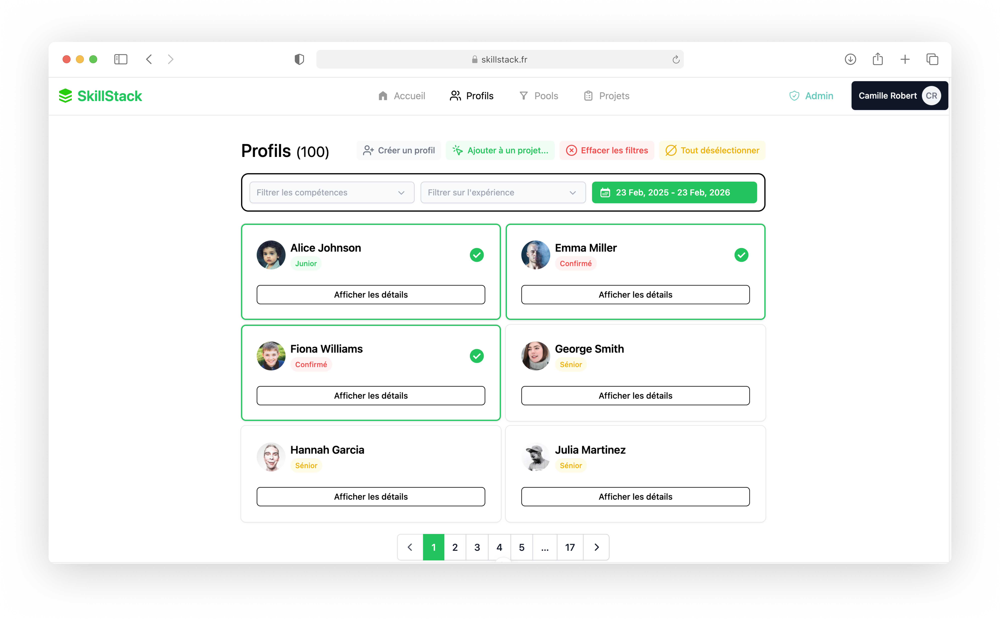 skillstack.fr
SkillStack
Accueil
Profils
Pools
Projets
Admin
Camille Robert
CR
Profils (100)
Créer un profil
Ajouter à un projet...
Effacer les filtres
Tout désélectionner
Filtrer les compétences
Filtrer sur l'expérience
23 Feb, 2025 - 23 Feb, 2026
Alice Johnson
Junior
Afficher les détails
Emma Miller
Confirmé
Afficher les détails
Fiona Williams
Confirmé
Afficher les détails
George Smith
Sénior
Afficher les détails
Hannah Garcia
Sénior
Afficher les détails
Julia Martinez
Sénior
Afficher les détails
1 2 3 4 5 ... 17